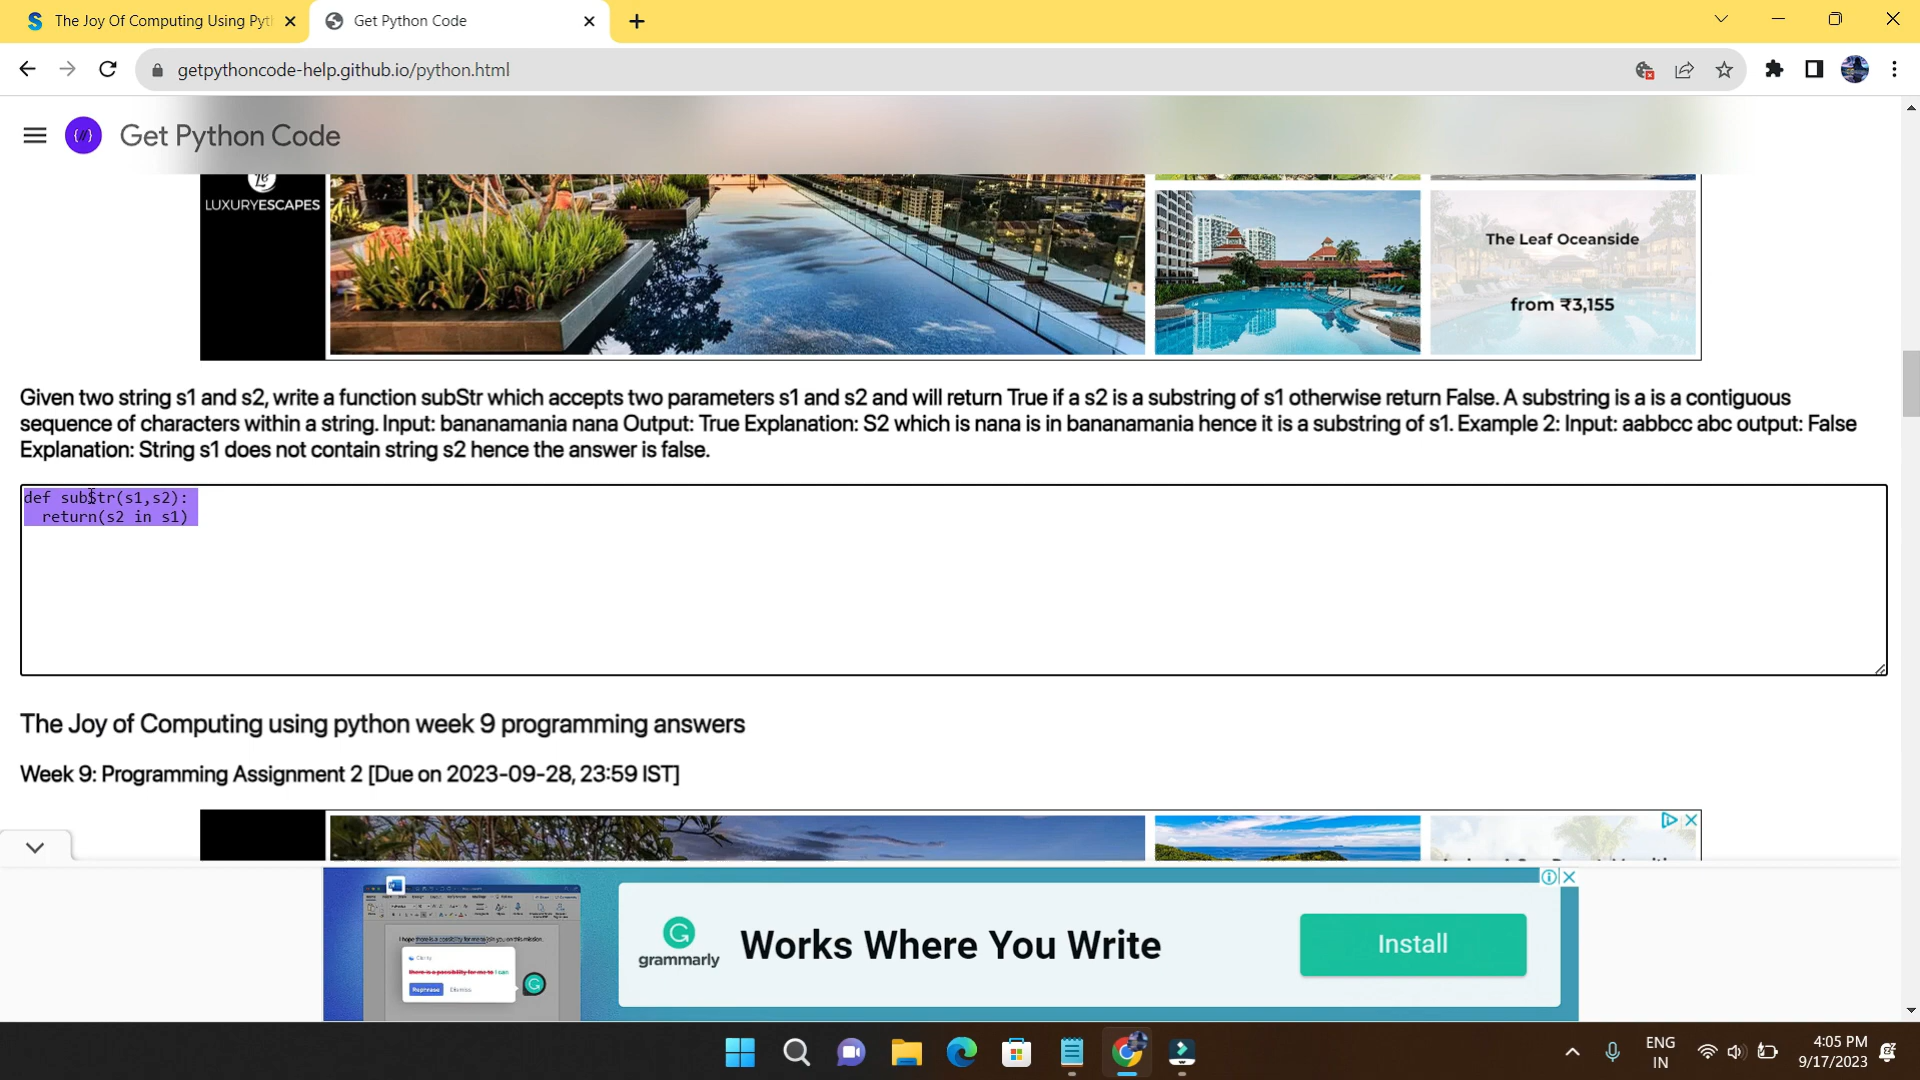 The Joy Of Computing Using Pyt
Get Python Code
getpythoncode-help.github.io/python.html
Get Python Code
LUXURYESCAPES
The Leaf Oceanside
from ₹3,155
Given two string s1 and s2, write a function subStr which accepts two parameters s1 and s2 and will return True if a s2 is a substring of s1 otherwise return False. A substring is a is a contiguous
sequence of characters within a string. Input: bananamania nana Output: True Explanation: S2 which is nana is in bananamania hence it is a substring of s1. Example 2: Input: aabbcc abc output: False
Explanation: String s1 does not contain string s2 hence the answer is false.
def subStr(s1,s2):
return(s2 in s1)
The Joy of Computing using python week 9 programming answers
Week 9: Programming Assignment 2 [Due on 2023-09-28, 23:59 IST]
Clarity
Rephrase
Dismiss
grammarly
Works Where You Write
Install
ENG
IN
4:05 PM
9/17/2023